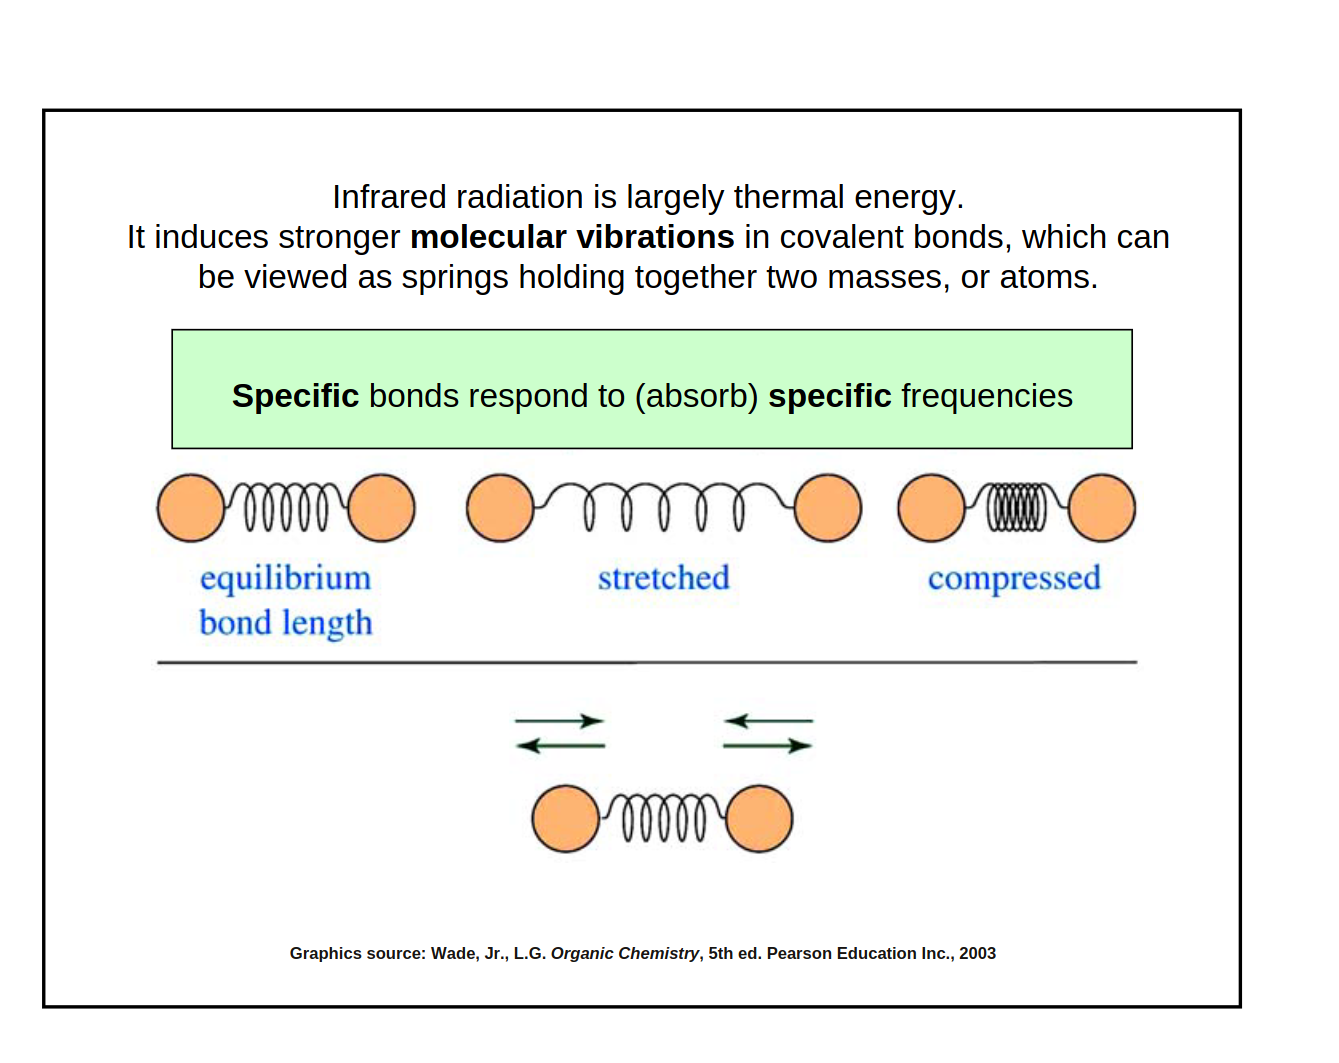 Infrared radiation is largely thermal energy.
It induces stronger molecular vibrations in covalent bonds, which can
be viewed as springs holding together two masses, or atoms.
Specific bonds respond to (absorb) specific frequencies
equilibrium
bond length
stretched
compressed
Graphics source: Wade, Jr., L.G. Organic Chemistry, 5th ed. Pearson Education Inc., 2003